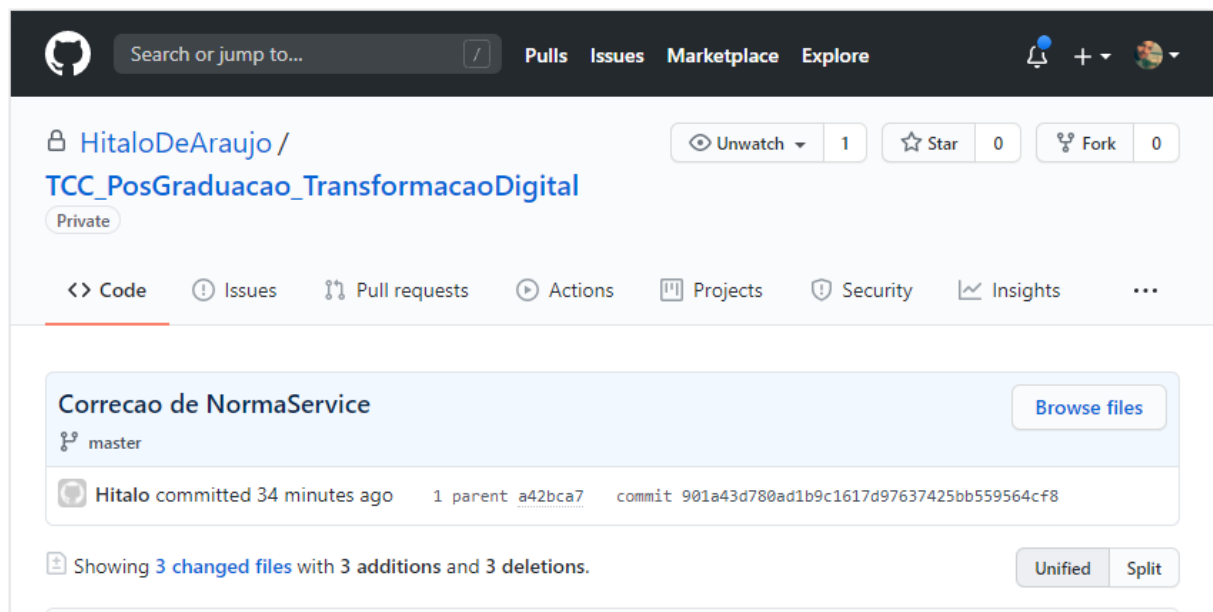 Search or jump to... / Pulls Issues Marketplace Explore
HitaloDeAraujo /
Unwatch 1 Star 0 Fork 0
TCC_PosGraduacao_TransformacaoDigital
Private
<> Code Issues Pull requests Actions Projects Security Insights ...
Correcao de NormaService
Browse files
master
Hitalo committed 34 minutes ago 1 parent a42bca7 commit 901a43d780ad1b9c1617d97637425bb559564cf8
Showing 3 changed files with 3 additions and 3 deletions. Unified Split